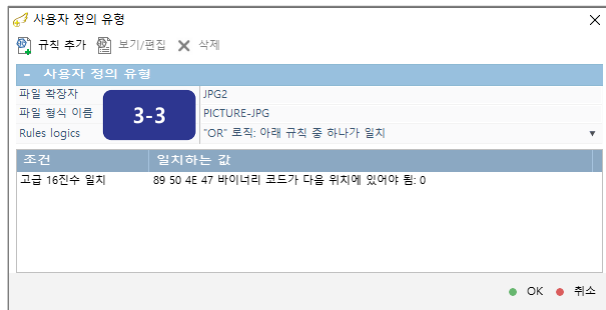 사용자 정의 유형
규칙 추가 보기/편집 삭제
– 사용자 정의 유형
파일 확장자 JPG2
파일 형식 이름 PICTURE-JPG
3-3
Rules logics "OR" 로직: 아래 규칙 중 하나가 일치
조건 일치하는 값
고급 16진수 일치 89 50 4E 47 바이너리 코드가 다음 위치에 있어야 됨: 0
OK 취소